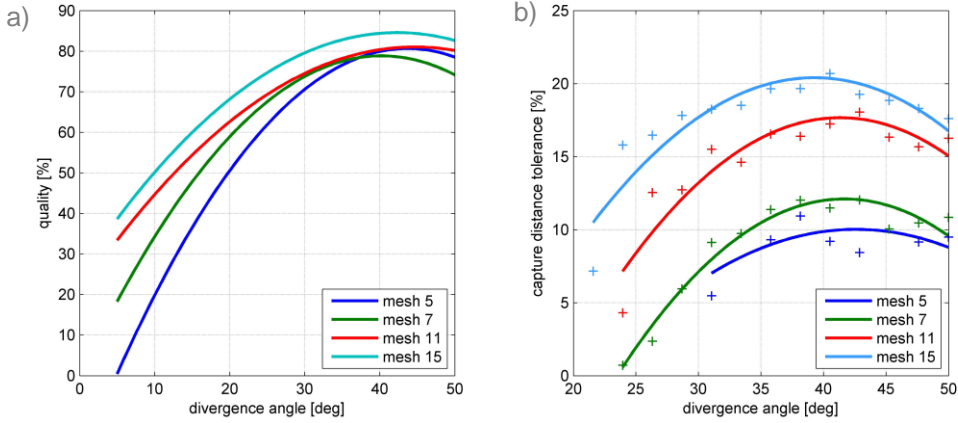 a)
90
80
70
60
50
40
30
20
10
0
quality [%]
mesh 5
mesh 7
mesh 11
mesh 15
0 10 20 30 40 50
divergence angle [deg]
b)
25
20
15
10
5
0
capture distance tolerance [%]
mesh 5
mesh 7
mesh 11
mesh 15
20 25 30 35 40 45 50
divergence angle [deg]